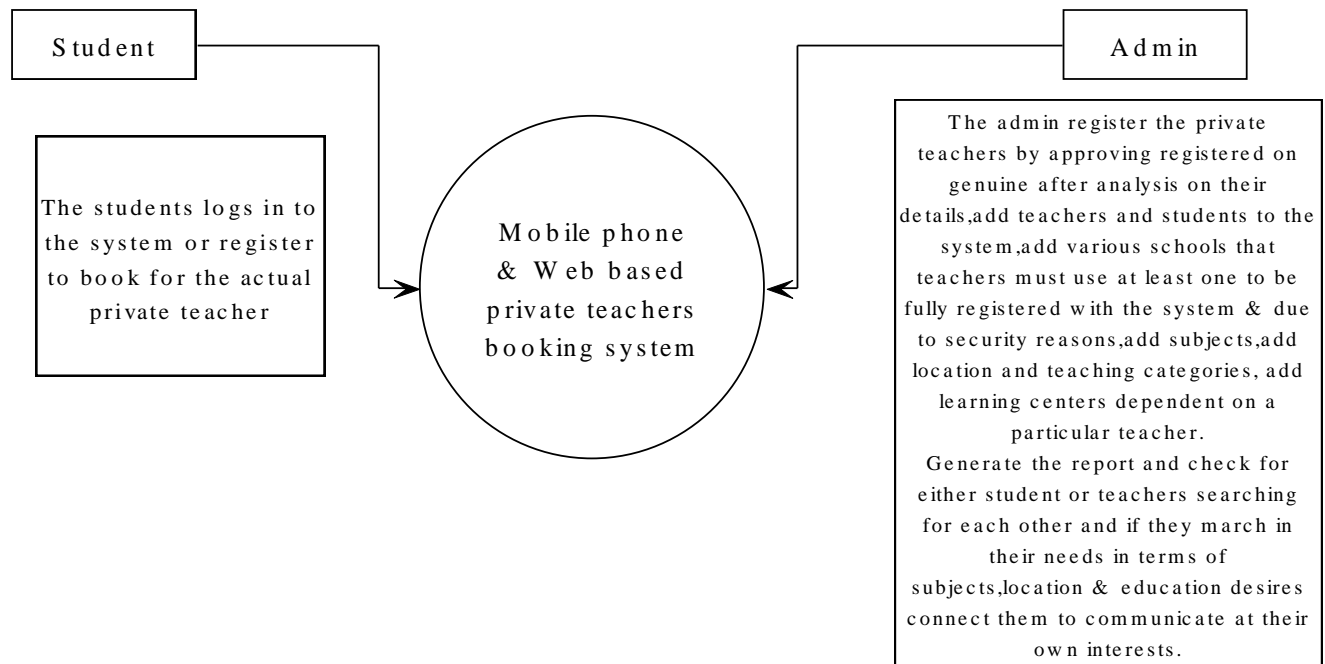 Student
Admin
The students logs in to
the system or register
to book for the actual
private teacher
Mobile phone
& Web based
private teachers
booking system
The admin register the private
teachers by approving registered on
genuine after analysis on their
details,add teachers and students to the
system,add various schools that
teachers must use at least one to be
fully registered with the system & due
to security reasons,add subjects,add
location and teaching categories, add
learning centers dependent on a
particular teacher.
Generate the report and check for
either student or teachers searching
for each other and if they march in
their needs in terms of
subjects,location & education desires
connect them to communicate at their
own interests.